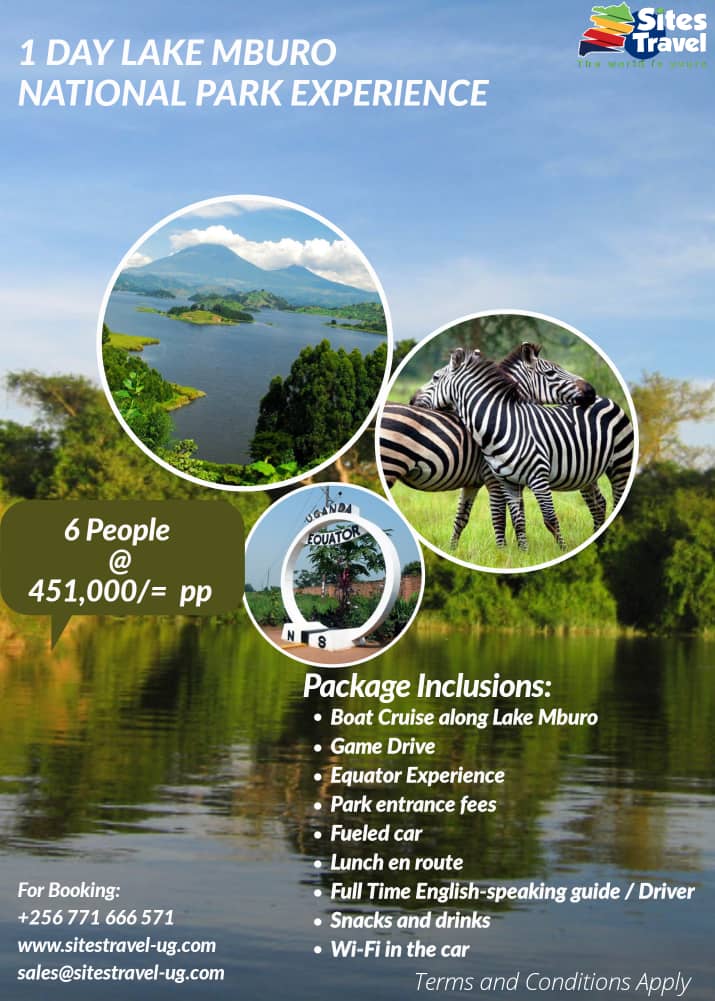 Sites
Travel
The world is yours
1 DAY LAKE MBURO
NATIONAL PARK EXPERIENCE
UGANDA
EQUATOR
N S
6 People
@
451,000/= pp
Package Inclusions:
• Boat Cruise along Lake Mburo
• Game Drive
• Equator Experience
• Park entrance fees
• Fueled car
• Lunch en route
• Full Time English-speaking guide / Driver
• Snacks and drinks
• Wi-Fi in the car
For Booking:
+256 771 666 571
www.sitestravel-ug.com
sales@sitestravel-ug.com
Terms and Conditions Apply